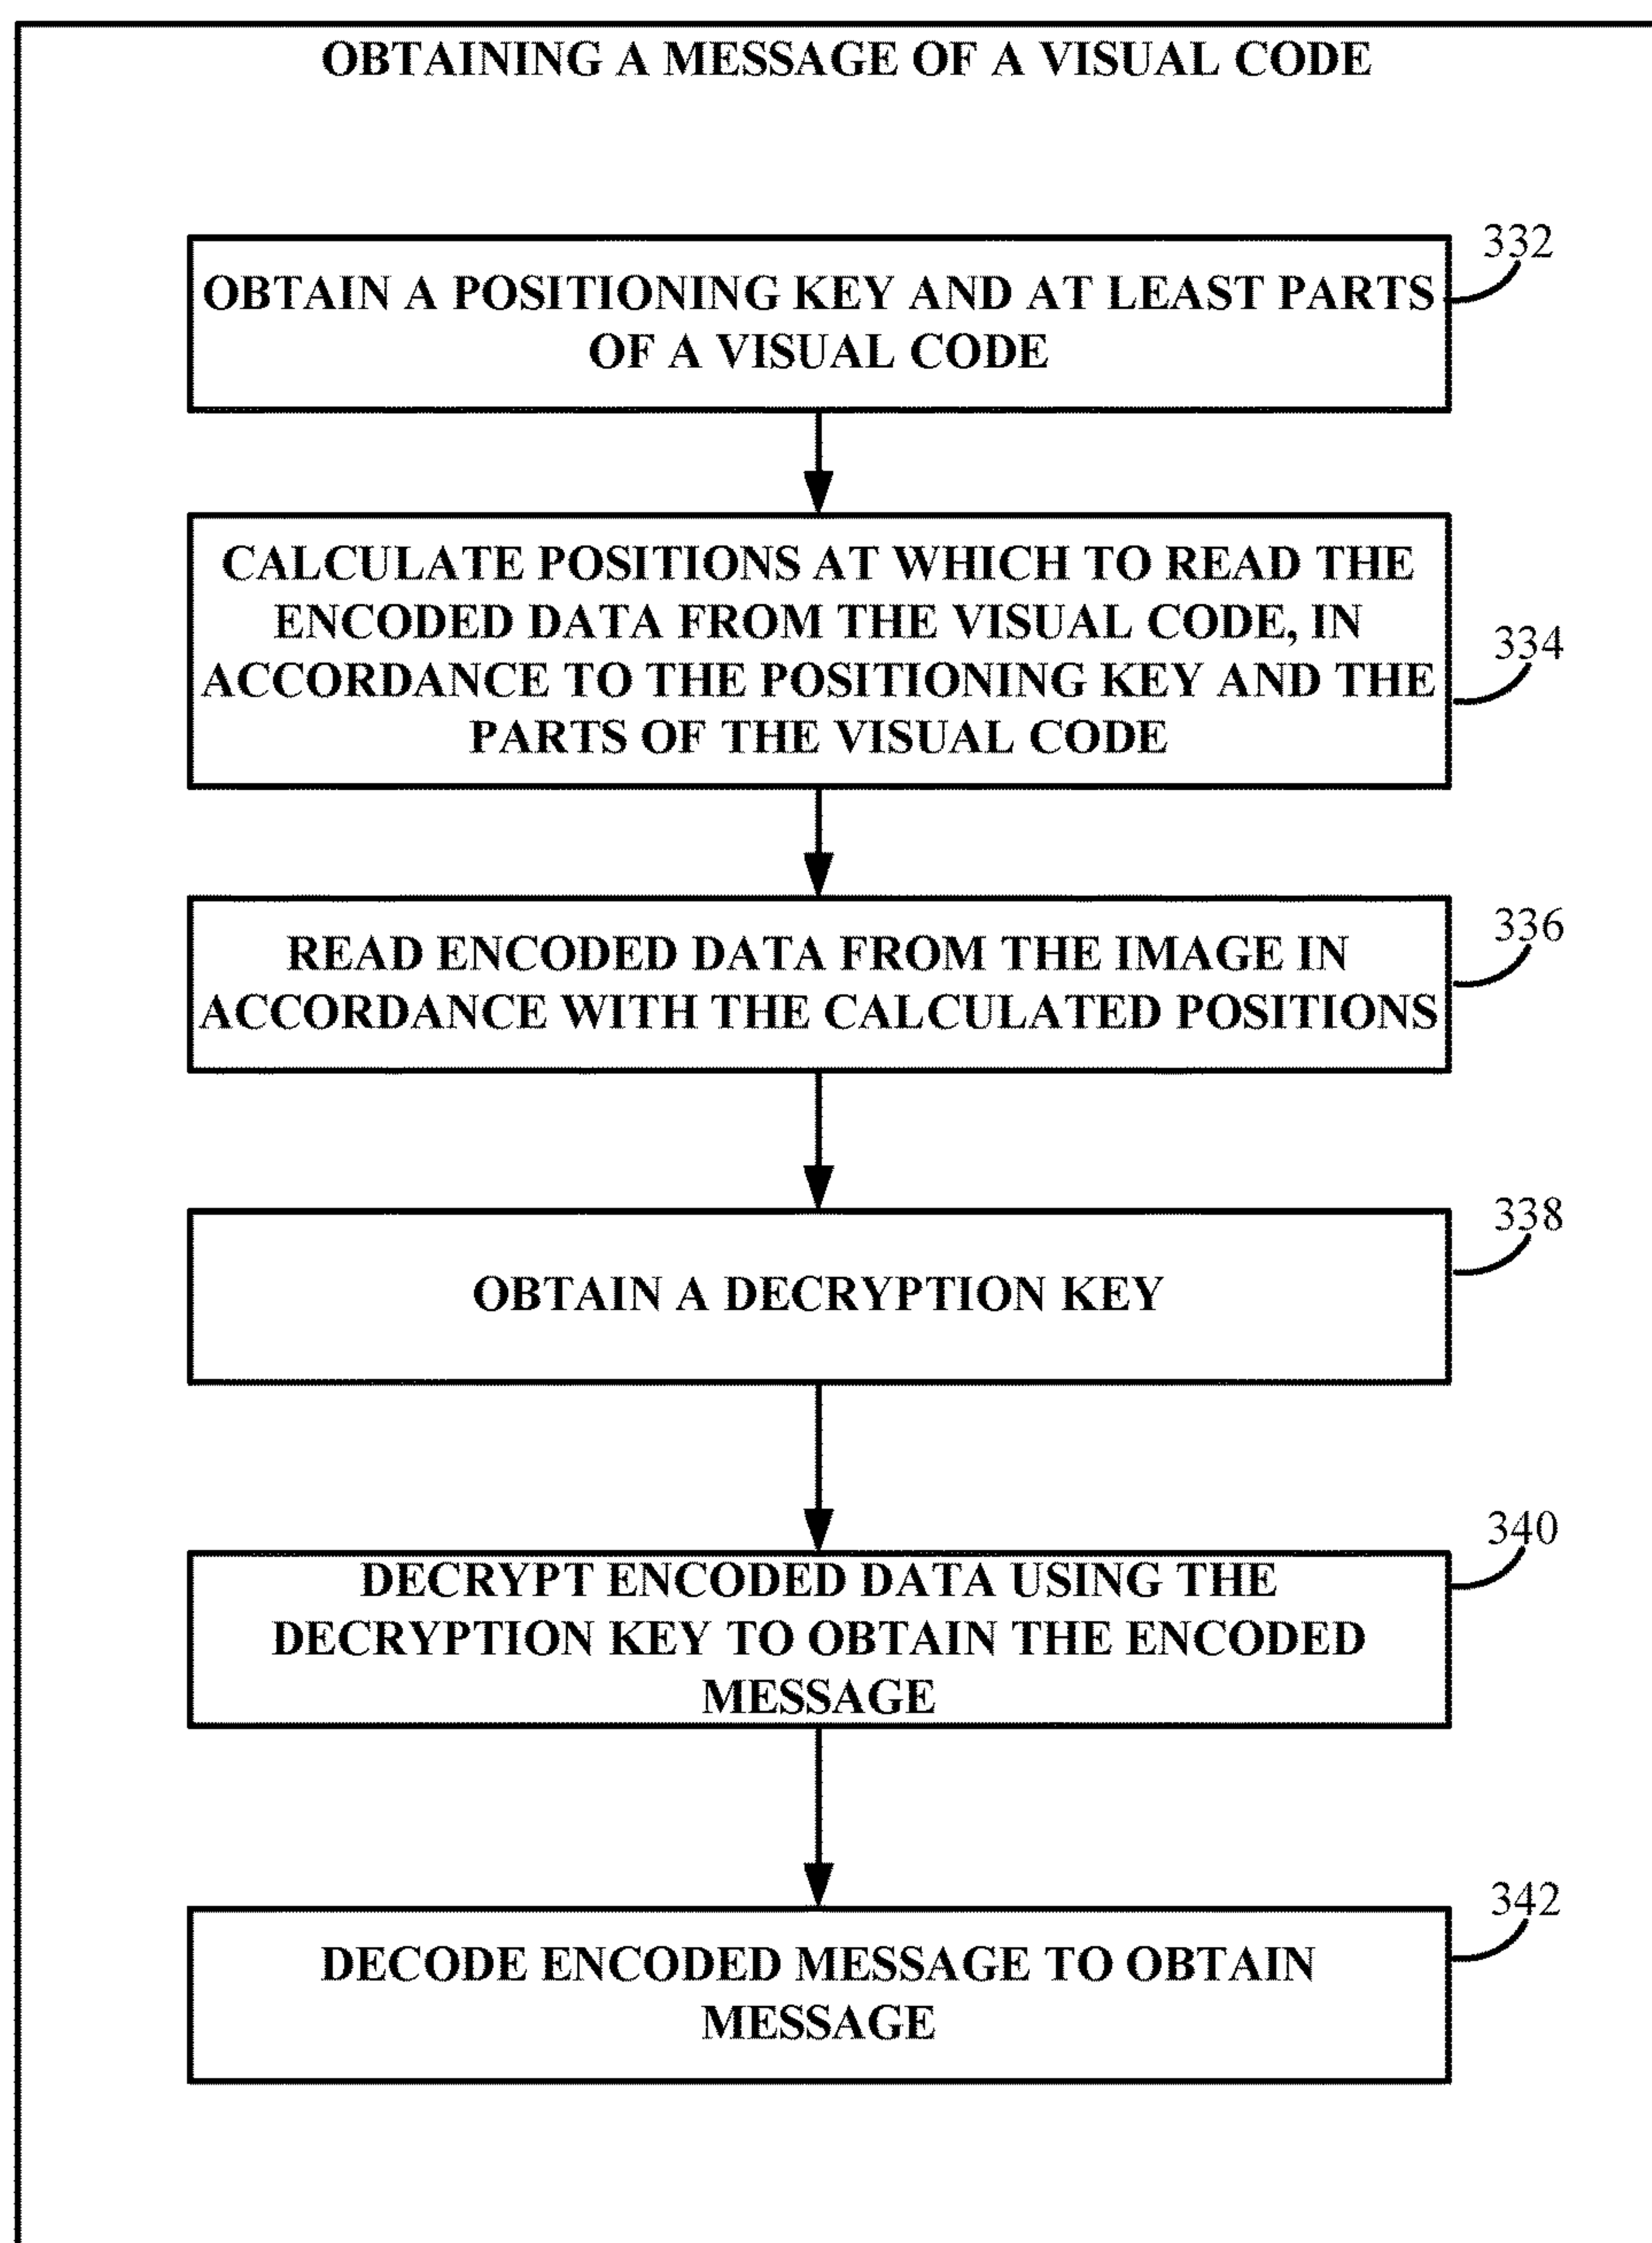 OBTAINING A MESSAGE OF A VISUAL CODE
332
OBTAIN A POSITIONING KEY AND AT LEAST PARTS
OF A VISUAL CODE
CALCULATE POSITIONS AT WHICH TO READ THE
ENCODED DATA FROM THE VISUAL CODE, IN
334
ACCORDANCE TO THE POSITIONING KEY AND THE
PARTS OF THE VISUAL CODE
336
READ ENCODED DATA FROM THE IMAGE IN
ACCORDANCE WITH THE CALCULATED POSITIONS
338
OBTAIN A DECRYPTION KEY
340
DECRYPT ENCODED DATA USING THE
DECRYPTION KEY TO OBTAIN THE ENCODED
MESSAGE
342
DECODE ENCODED MESSAGE TO OBTAIN
MESSAGE